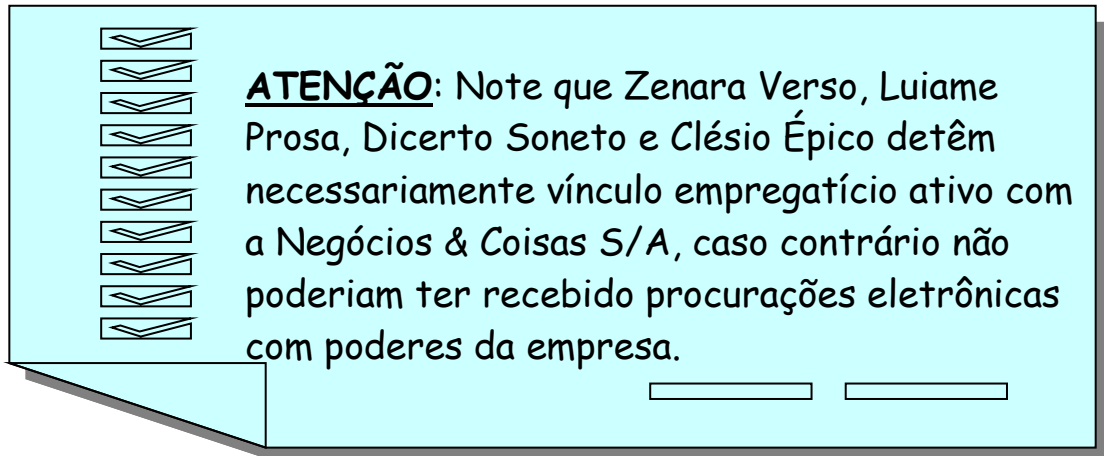 ATENÇÃO: Note que Zenara Verso, Luiame
Prosa, Dicerto Soneto e Clésio Épico detêm
necessariamente vínculo empregatício ativo com
a Negócios & Coisas S/A, caso contrário não
poderiam ter recebido procurações eletrônicas
com poderes da empresa.